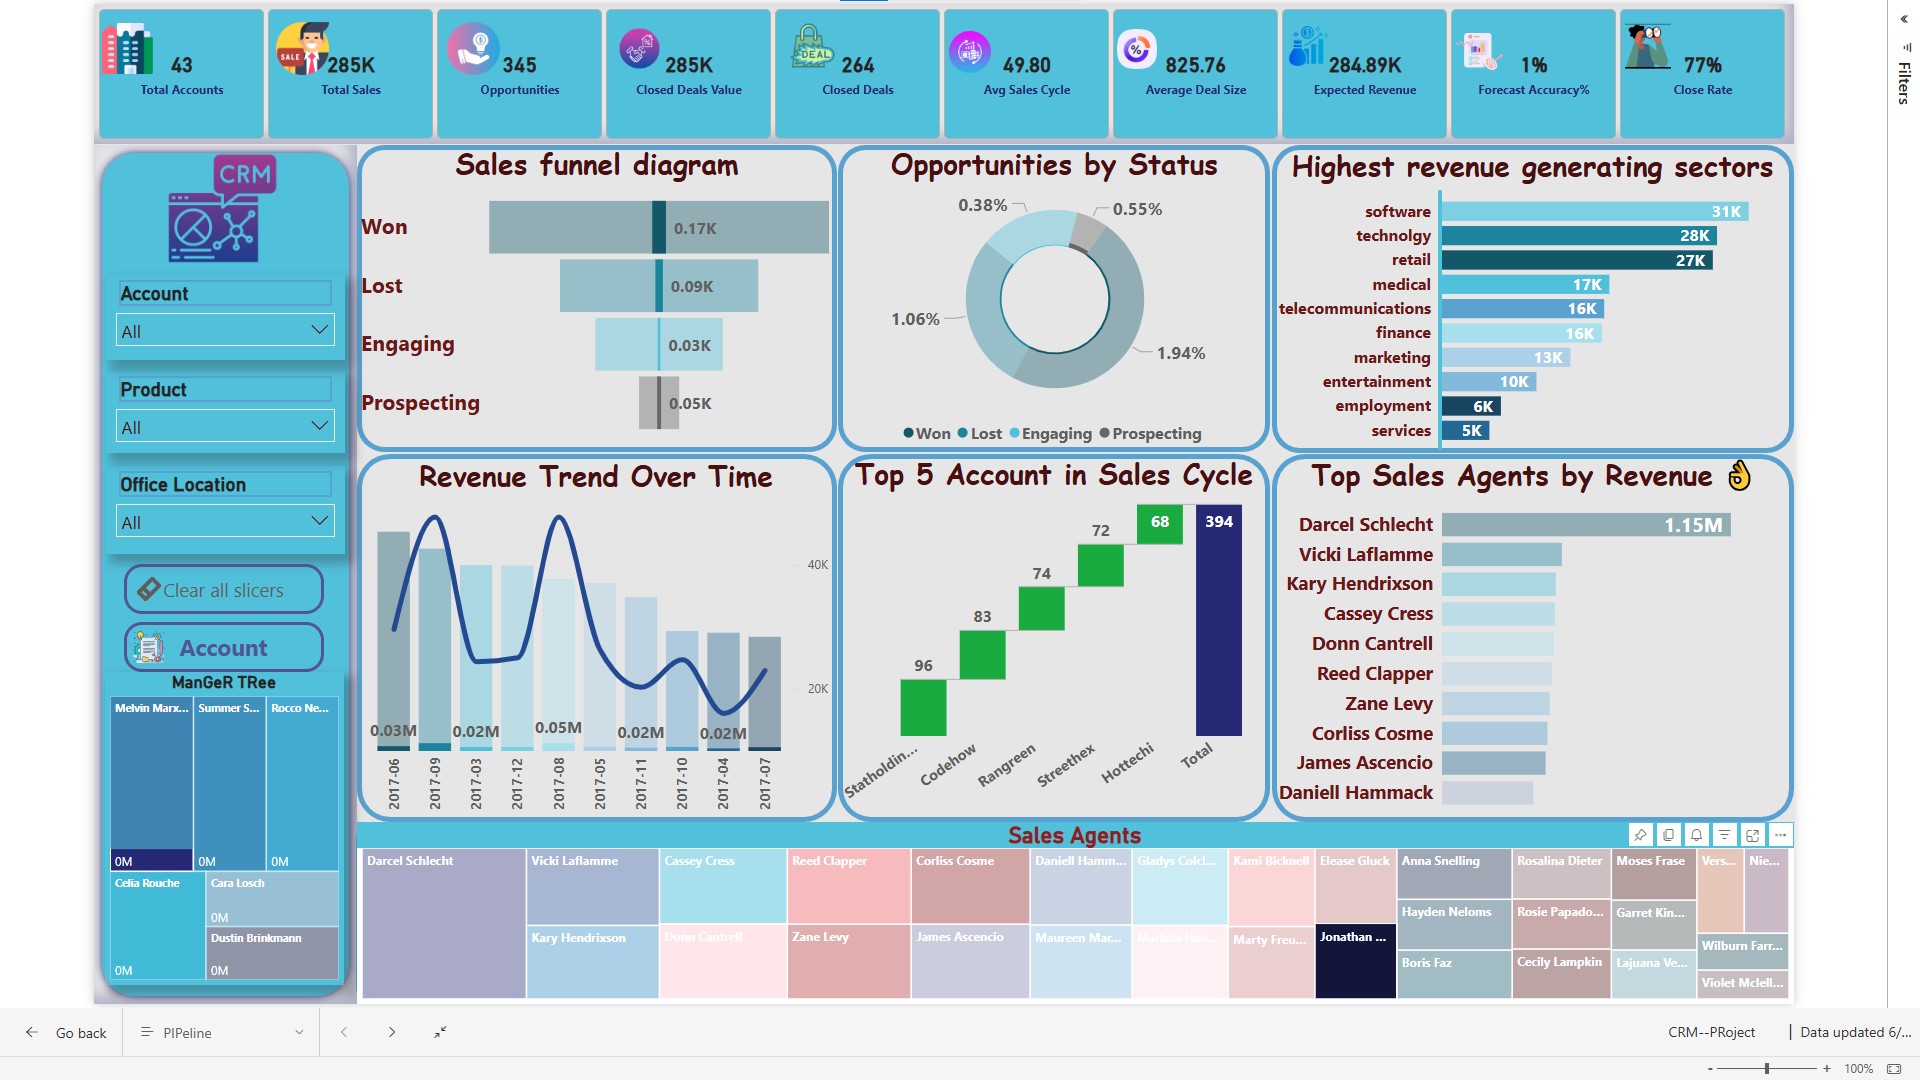 43
Total Accounts
SALE
285K
Total Sales
345
Opportunities
285K
Closed Deals Value
DEAL
264
Closed Deals
49.80
Avg Sales Cycle
%
825.76
Average Deal Size
284.89K
Expected Revenue
1%
Forecast Accuracy%
77%
Close Rate
Filters
CRM
Account
All
Product
All
Office Location
All
Clear all slicers
Account
ManGeR TRee
Melvin Marx...
Summer S...
Rocco Ne...
0M
0M
0M
Celia Rouche
Cara Losch
0M
Dustin Brinkmann
0M
0M
Sales funnel diagram
Won
0.17K
Lost
0.09K
Engaging
0.03K
Prospecting
0.05K
Opportunities by Status
0.38%
0.55%
1.06%
1.94%
Won Lost Engaging Prospecting
Highest revenue generating sectors
software 31K
technolgy 28K
retail 27K
medical 17K
telecommunications 16K
finance 16K
marketing 13K
entertainment 10K
employment 6K
services 5K
Revenue Trend Over Time
40K
20K
0.03M
0.02M
0.05M
0.02M
0.02M
2017-06
2017-09
2017-03
2017-12
2017-08
2017-05
2017-11
2017-10
2017-04
2017-07
Top 5 Account in Sales Cycle
96
83
74
72
68
394
Statholdin...
Codehow
Rangreen
Streethex
Hottechi
Total
Top Sales Agents by Revenue 👌
Darcel Schlecht 1.15M
Vicki Laflamme
Kary Hendrixson
Cassey Cress
Donn Cantrell
Reed Clapper
Zane Levy
Corliss Cosme
James Ascencio
Daniell Hammack
Sales Agents
Darcel Schlecht
Vicki Laflamme
Kary Hendrixson
Cassey Cress
Donn Cantrell
Reed Clapper
Zane Levy
Corliss Cosme
James Ascencio
Daniell Hamm...
Maureen Mar...
Gladys Colcl...
Markita Han...
Kami Bicknell
Marty Freu...
Elease Gluck
Jonathan ...
Anna Snelling
Hayden Neloms
Boris Faz
Rosalina Dieter
Rosie Papado...
Cecily Lampkin
Moses Frase
Garret Kin...
Lajuana Ve...
Vers...
Nie...
Wilburn Farr...
Violet Mclell...
Go back
PIPeline
CRM--PRoject
Data updated 6/...
100%